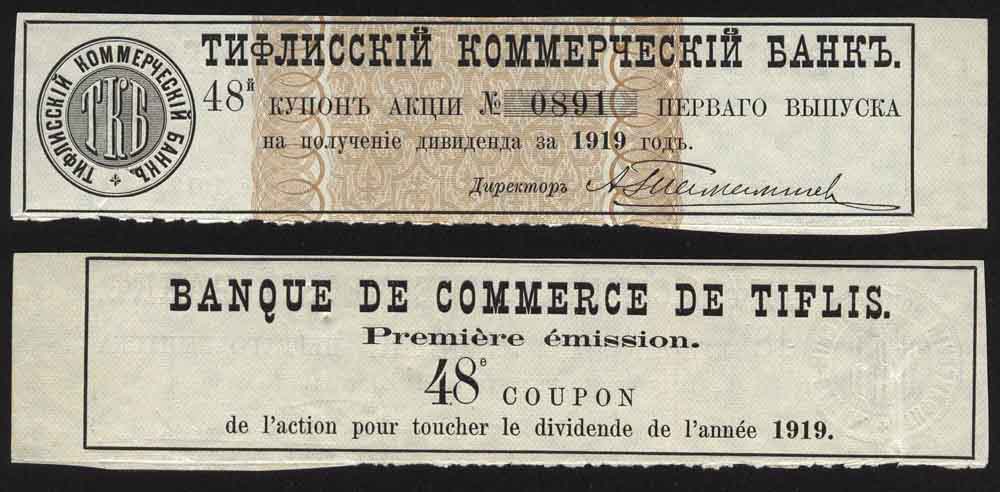 ТИФЛИССКІЙ КОММЕРЧЕСКІЙ БАНКЪ.
ТИФЛИССКІЙ КОММЕРЧЕСКІЙ БАНКЪ
ТКБ
48й КУПОНЪ АКЦІИ № 0891 ПЕРВАГО ВЫПУСКА
на полученіе дивиденда за 1919 годъ.
Директоръ
BANQUE DE COMMERCE DE TIFLIS.
Première émission.
48e COUPON
de l'action pour toucher le dividende de l'année 1919.